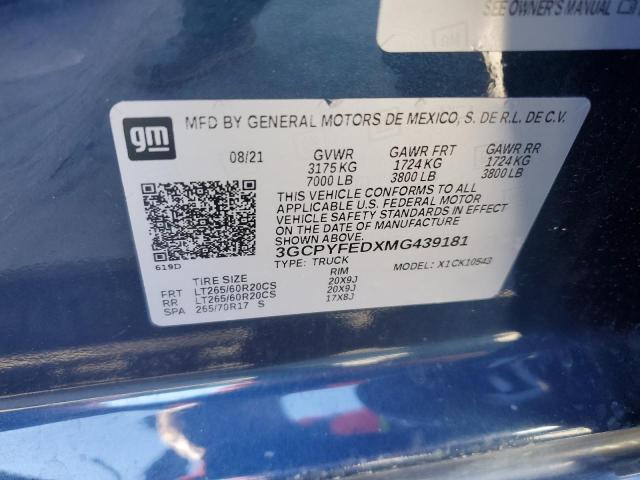 SEE OWNER'S MANUAL
gm
MFD BY GENERAL MOTORS DE MEXICO, S. DE R.L. DE C.V.
08/21 GVWR GAWR FRT GAWR RR
3175 KG 1724 KG 1724 KG
7000 LB 3800 LB 3800 LB
THIS VEHICLE CONFORMS TO ALL
APPLICABLE U.S. FEDERAL MOTOR
VEHICLE SAFETY STANDARDS IN EFFECT
ON THE DATE OF MANUFACTURE SHOWN ABOVE.
3GCPYFEDXMG439181
619D
TYPE: TRUCK MODEL: X1CK10543
TIRE SIZE RIM
FRT LT265/60R20CS 20X9J
RR LT265/60R20CS 20X9J
SPA 265/70R17 S 17X8J